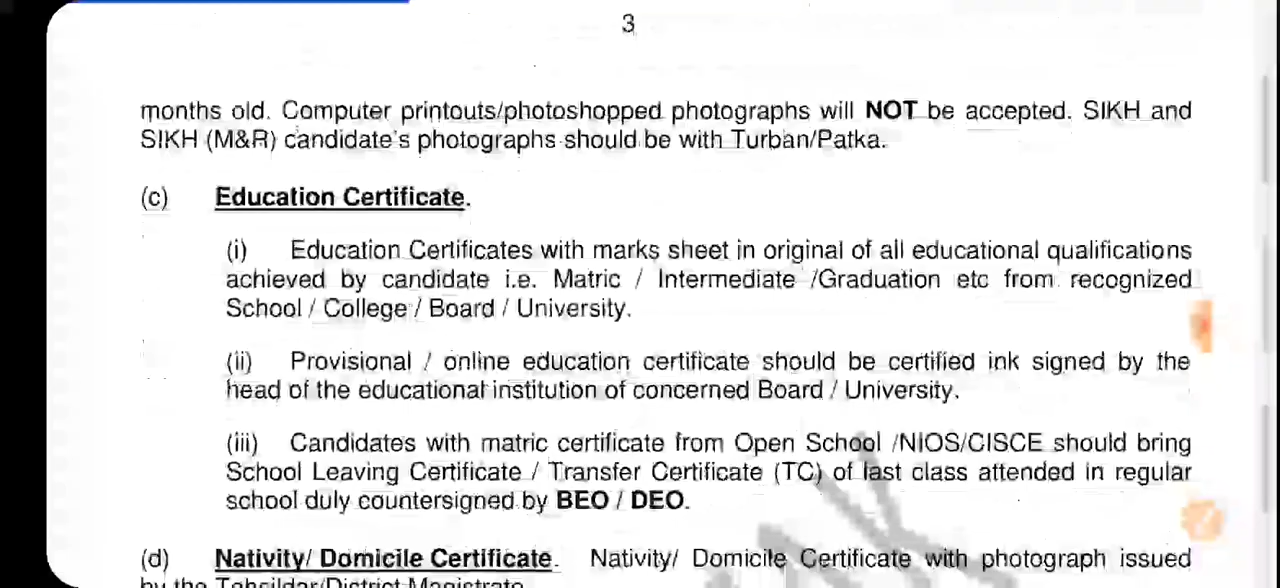 3
months old. Computer printouts/photoshopped photographs will NOT be accepted. SIKH and
SIKH (M&R) candidate's photographs should be with Turban/Patka.
(c) Education Certificate.
(i) Education Certificates with marks sheet in original of all educational qualifications
achieved by candidate i.e. Matric / Intermediate /Graduation etc from recognized
School / College / Board / University.
(ii) Provisional / online education certificate should be certified ink signed by the
head of the educational institution of concerned Board / University.
(iii) Candidates with matric certificate from Open School /NIOS/CISCE should bring
School Leaving Certificate / Transfer Certificate (TC) of last class attended in regular
school duly countersigned by BEO / DEO.
(d) Nativity/ Domicile Certificate. Nativity/ Domicile Certificate with photograph issued
by the Tehsildar/District Magistrate.